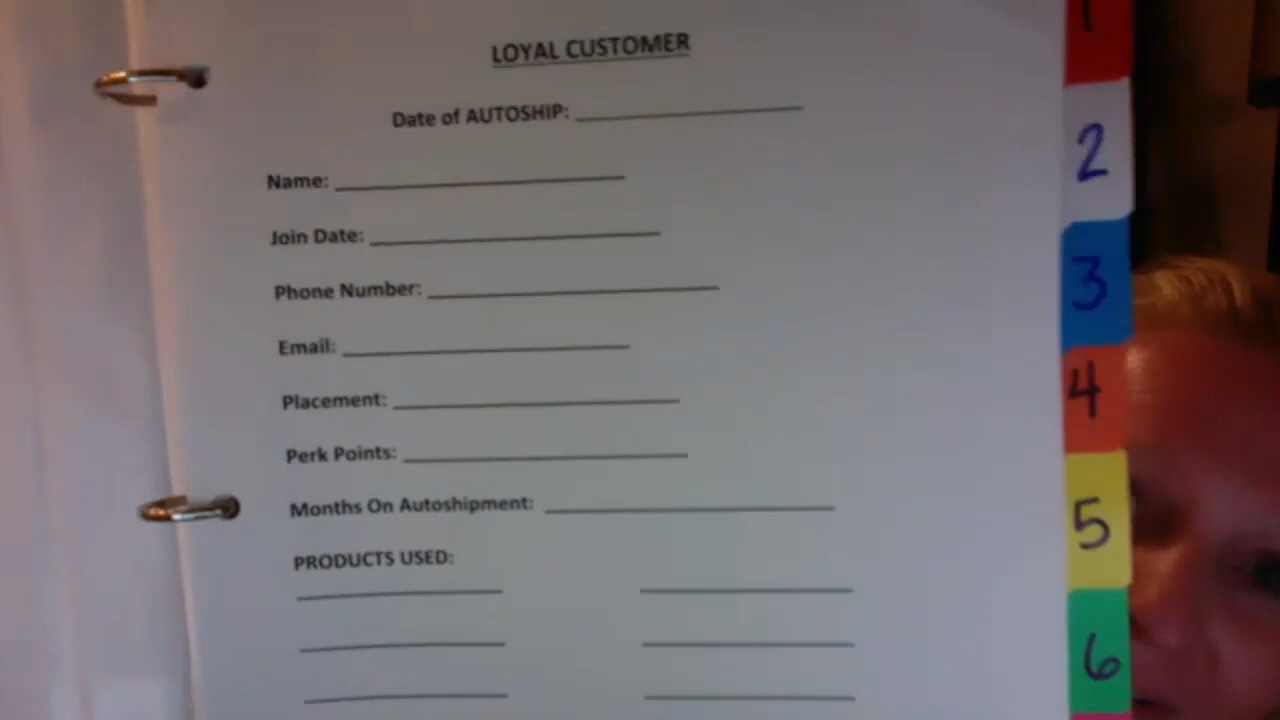 LOYAL CUSTOMER
Date of AUTOSHIP:
Name:
Join Date:
Phone Number:
Email:
Placement:
Perk Points:
Months On Autoshipment:
PRODUCTS USED:
1
2
3
4
5
6